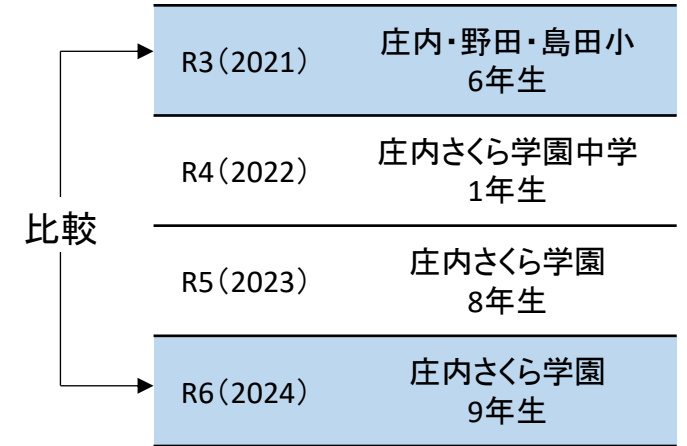 R3（2021）
庄内・野田・島田小
6年生
R4（2022）
庄内さくら学園中学
1年生
比較
R5（2023）
庄内さくら学園
8年生
R6（2024）
庄内さくら学園
9年生